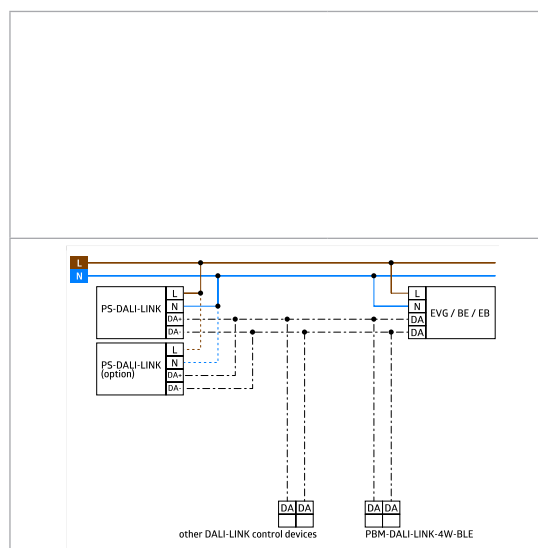 L
N
PS-DALI-LINK
L
N
DA+
DA-
L
N
DA
DA
EVG / BE / EB
PS-DALI-LINK
(option)
L
N
DA+
DA-
DA DA
DA DA
other DALI-LINK control devices
PBM-DALI-LINK-4W-BLE